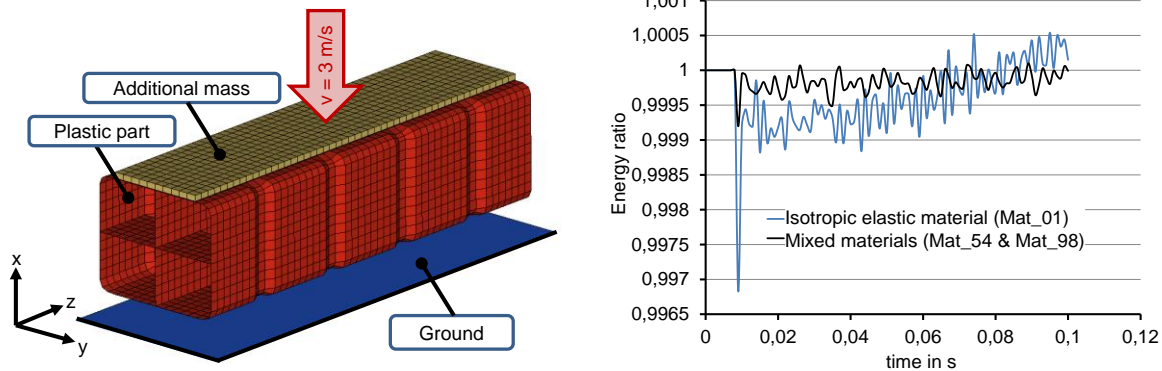 v = 3 m/s
Additional mass
Plastic part
Ground
x
z
y
1,001
1,0005
1
0,9995
0,999
0,9985
0,998
0,9975
0,997
0,9965
Energy ratio
Isotropic elastic material (Mat_01)
Mixed materials (Mat_54 & Mat_98)
0 0,02 0,04 0,06 0,08 0,1 0,12
time in s